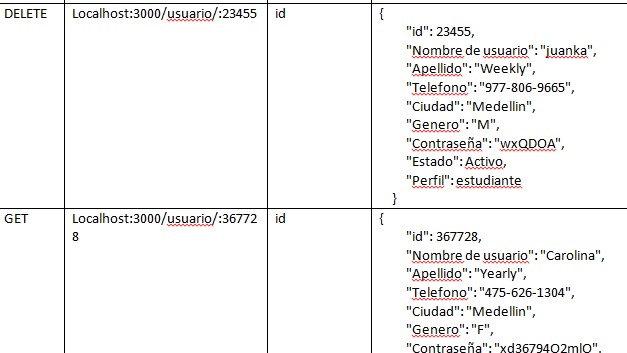 DELETE
Localhost:3000/usuario/:23455
id
{
"id": 23455,
"Nombre de usuario": "juanka",
"Apellido": "Weekly",
"Telefono": "977-806-9665",
"Ciudad": "Medellin",
"Genero": "M",
"Contraseña": "wxQDOA",
"Estado": Activo,
"Perfil": estudiante
}
GET
Localhost:3000/usuario/:36772
8
id
{
"id": 367728,
"Nombre de usuario": "Carolina",
"Apellido": "Yearly",
"Telefono": "475-626-1304",
"Ciudad": "Medellin",
"Genero": "F",
"Contraseña": "xd36794O2mlO",